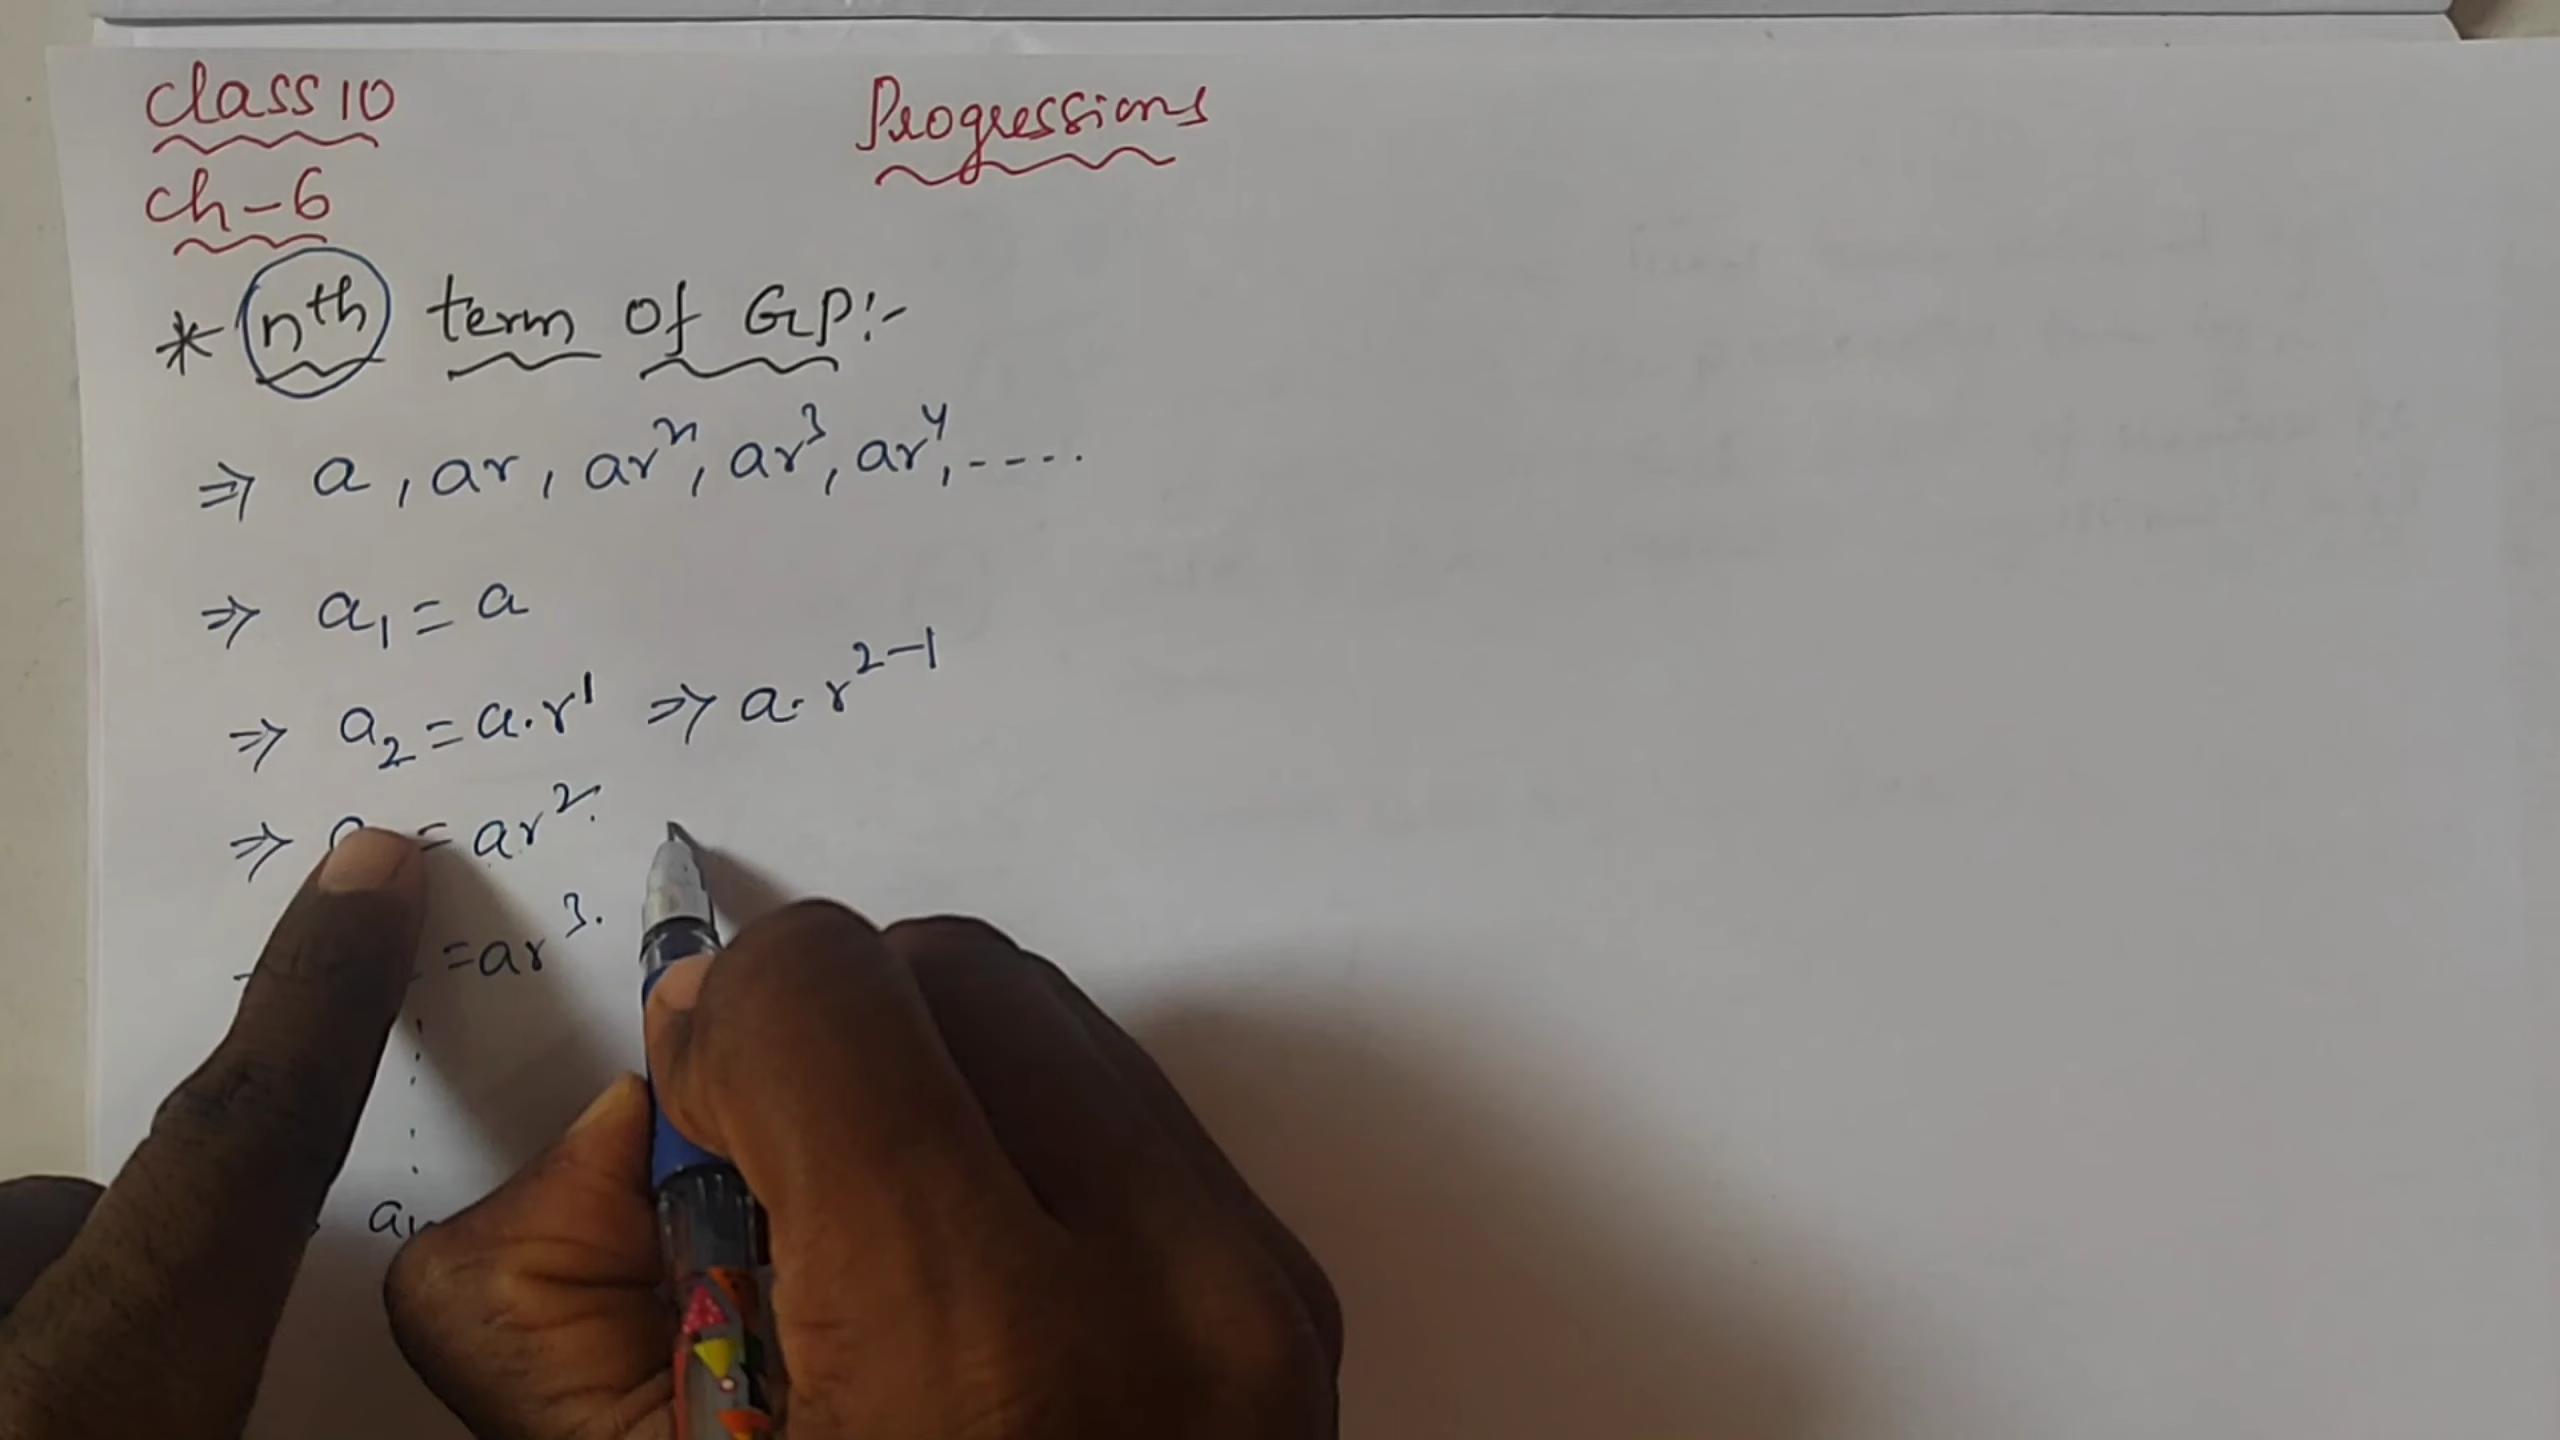 class 10
Progressions
ch-6
* nth term of GP:-
⇒ a, ar, ar², ar³, ar⁴, ----
⇒ a₁ = a
⇒ a₂ = a.r¹ ⇒ a.r²⁻¹
⇒ a = ar².
= ar³.